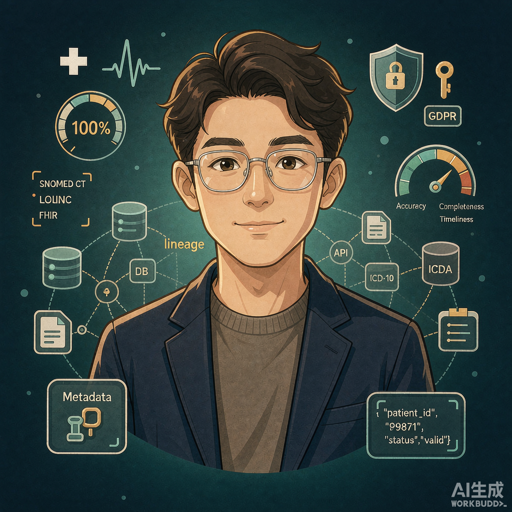 100%
GDPR
SNOMED CT
LOUNC
FHIR
Accuracy Completeness
Timeliness
lineage
DB
API
ICD-10
ICDA
Metadata
{ "patient_id",
"P9871",
"status","valid"}
AI生成
WORKBUDDY